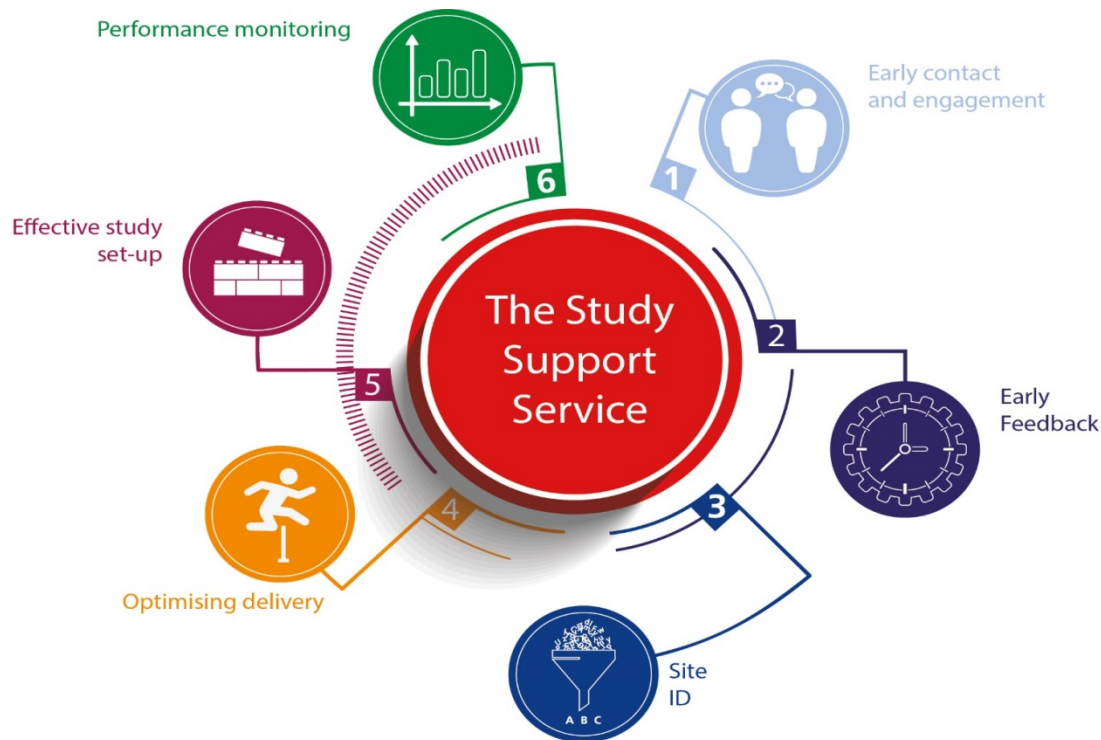 The Study
Support
Service
1
Early contact
and engagement
2
Early
Feedback
3
Site
ID
A B C
4
Optimising delivery
5
Effective study
set-up
6
Performance monitoring